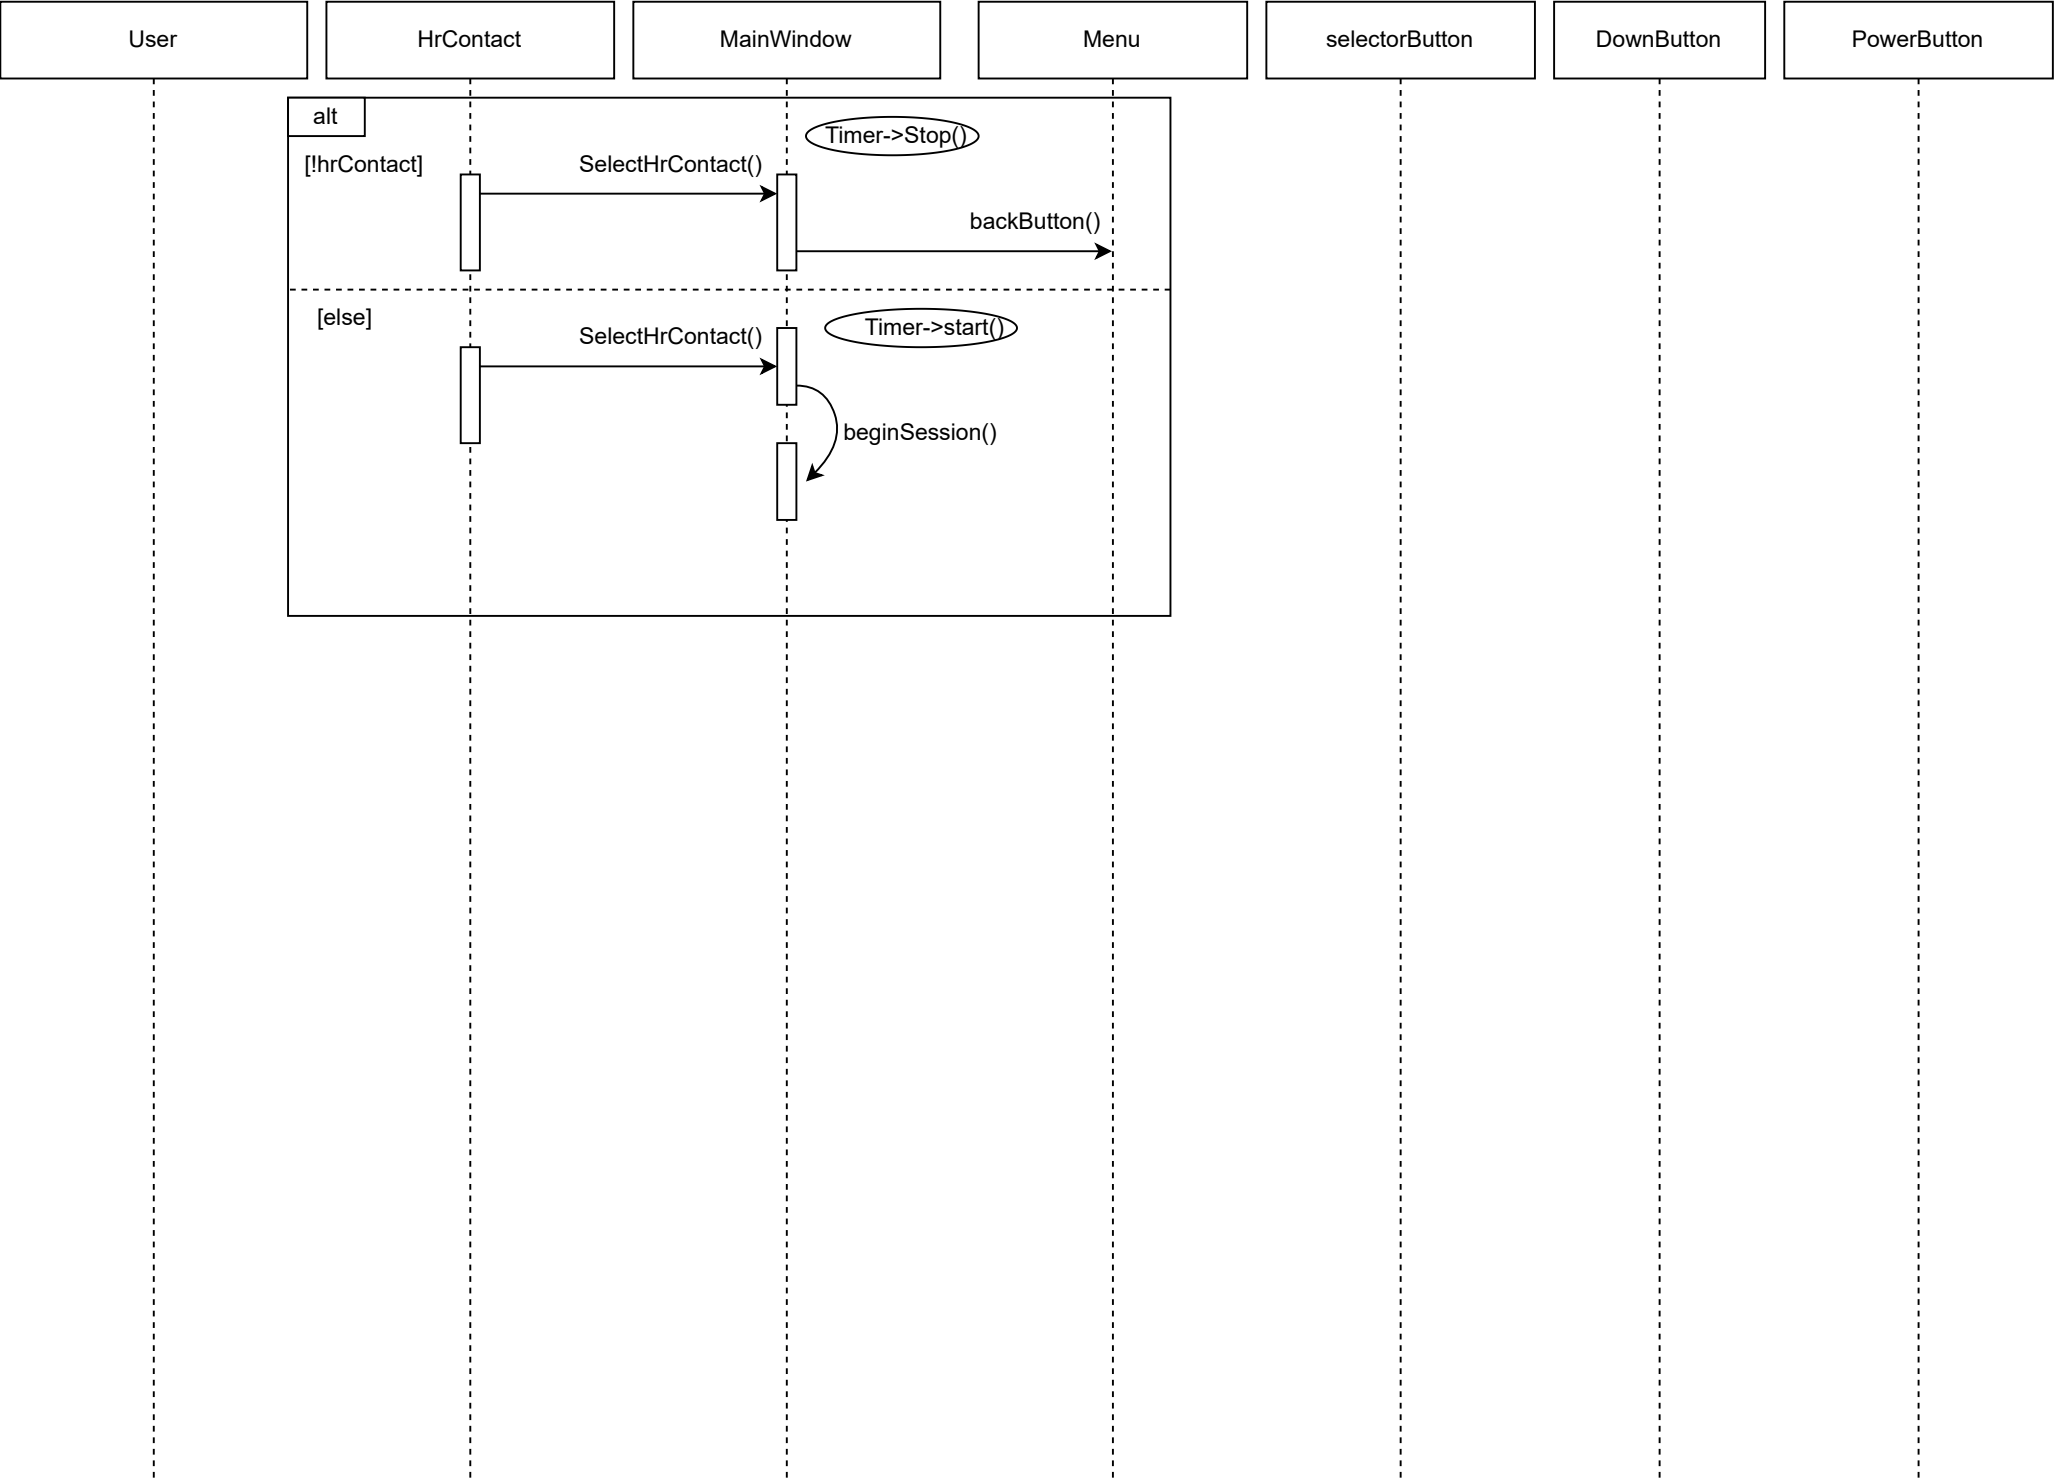 User
HrContact
MainWindow
Menu
selectorButton
DownButton
PowerButton
alt
Timer->Stop()
[!hrContact]
SelectHrContact()
backButton()
[else]
Timer->start()
SelectHrContact()
beginSession()